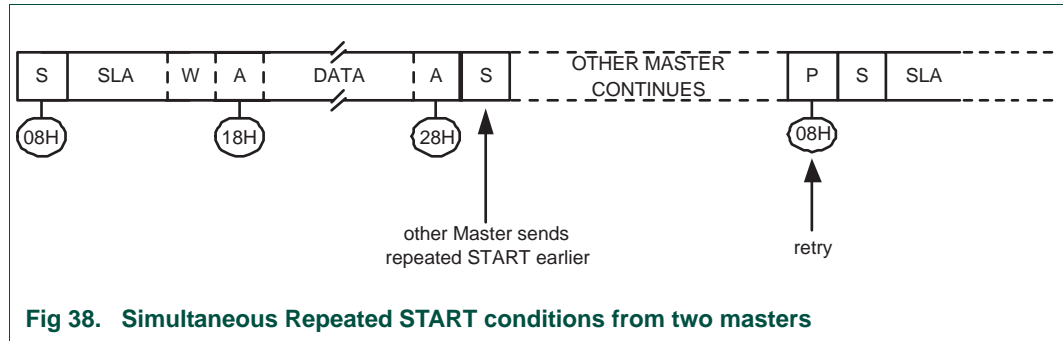 S SLA W A DATA A S OTHER MASTER CONTINUES P S SLA
08H 18H 28H 08H
other Master sends
repeated START earlier
retry
Fig 38. Simultaneous Repeated START conditions from two masters